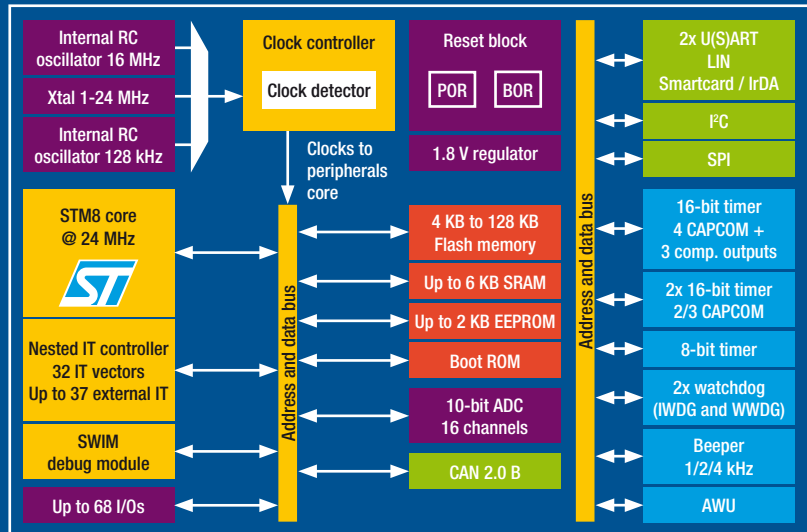 Internal RC
oscillator 16 MHz
Xtal 1-24 MHz
Internal RC
oscillator 128 kHz
Clock controller
Clock detector
Clocks to
peripherals
core
Reset block
POR
BOR
1.8 V regulator
STM8 core
@ 24 MHz
ST
Nested IT controller
32 IT vectors
Up to 37 external IT
SWIM
debug module
Up to 68 I/Os
Address and data bus
4 KB to 128 KB
Flash memory
Up to 6 KB SRAM
Up to 2 KB EEPROM
Boot ROM
10-bit ADC
16 channels
CAN 2.0 B
Address and data bus
2x U(S)ART
LIN
Smartcard / IrDA
I²C
SPI
16-bit timer
4 CAPCOM +
3 comp. outputs
2x 16-bit timer
2/3 CAPCOM
8-bit timer
2x watchdog
(IWDG and WWDG)
Beeper
1/2/4 kHz
AWU